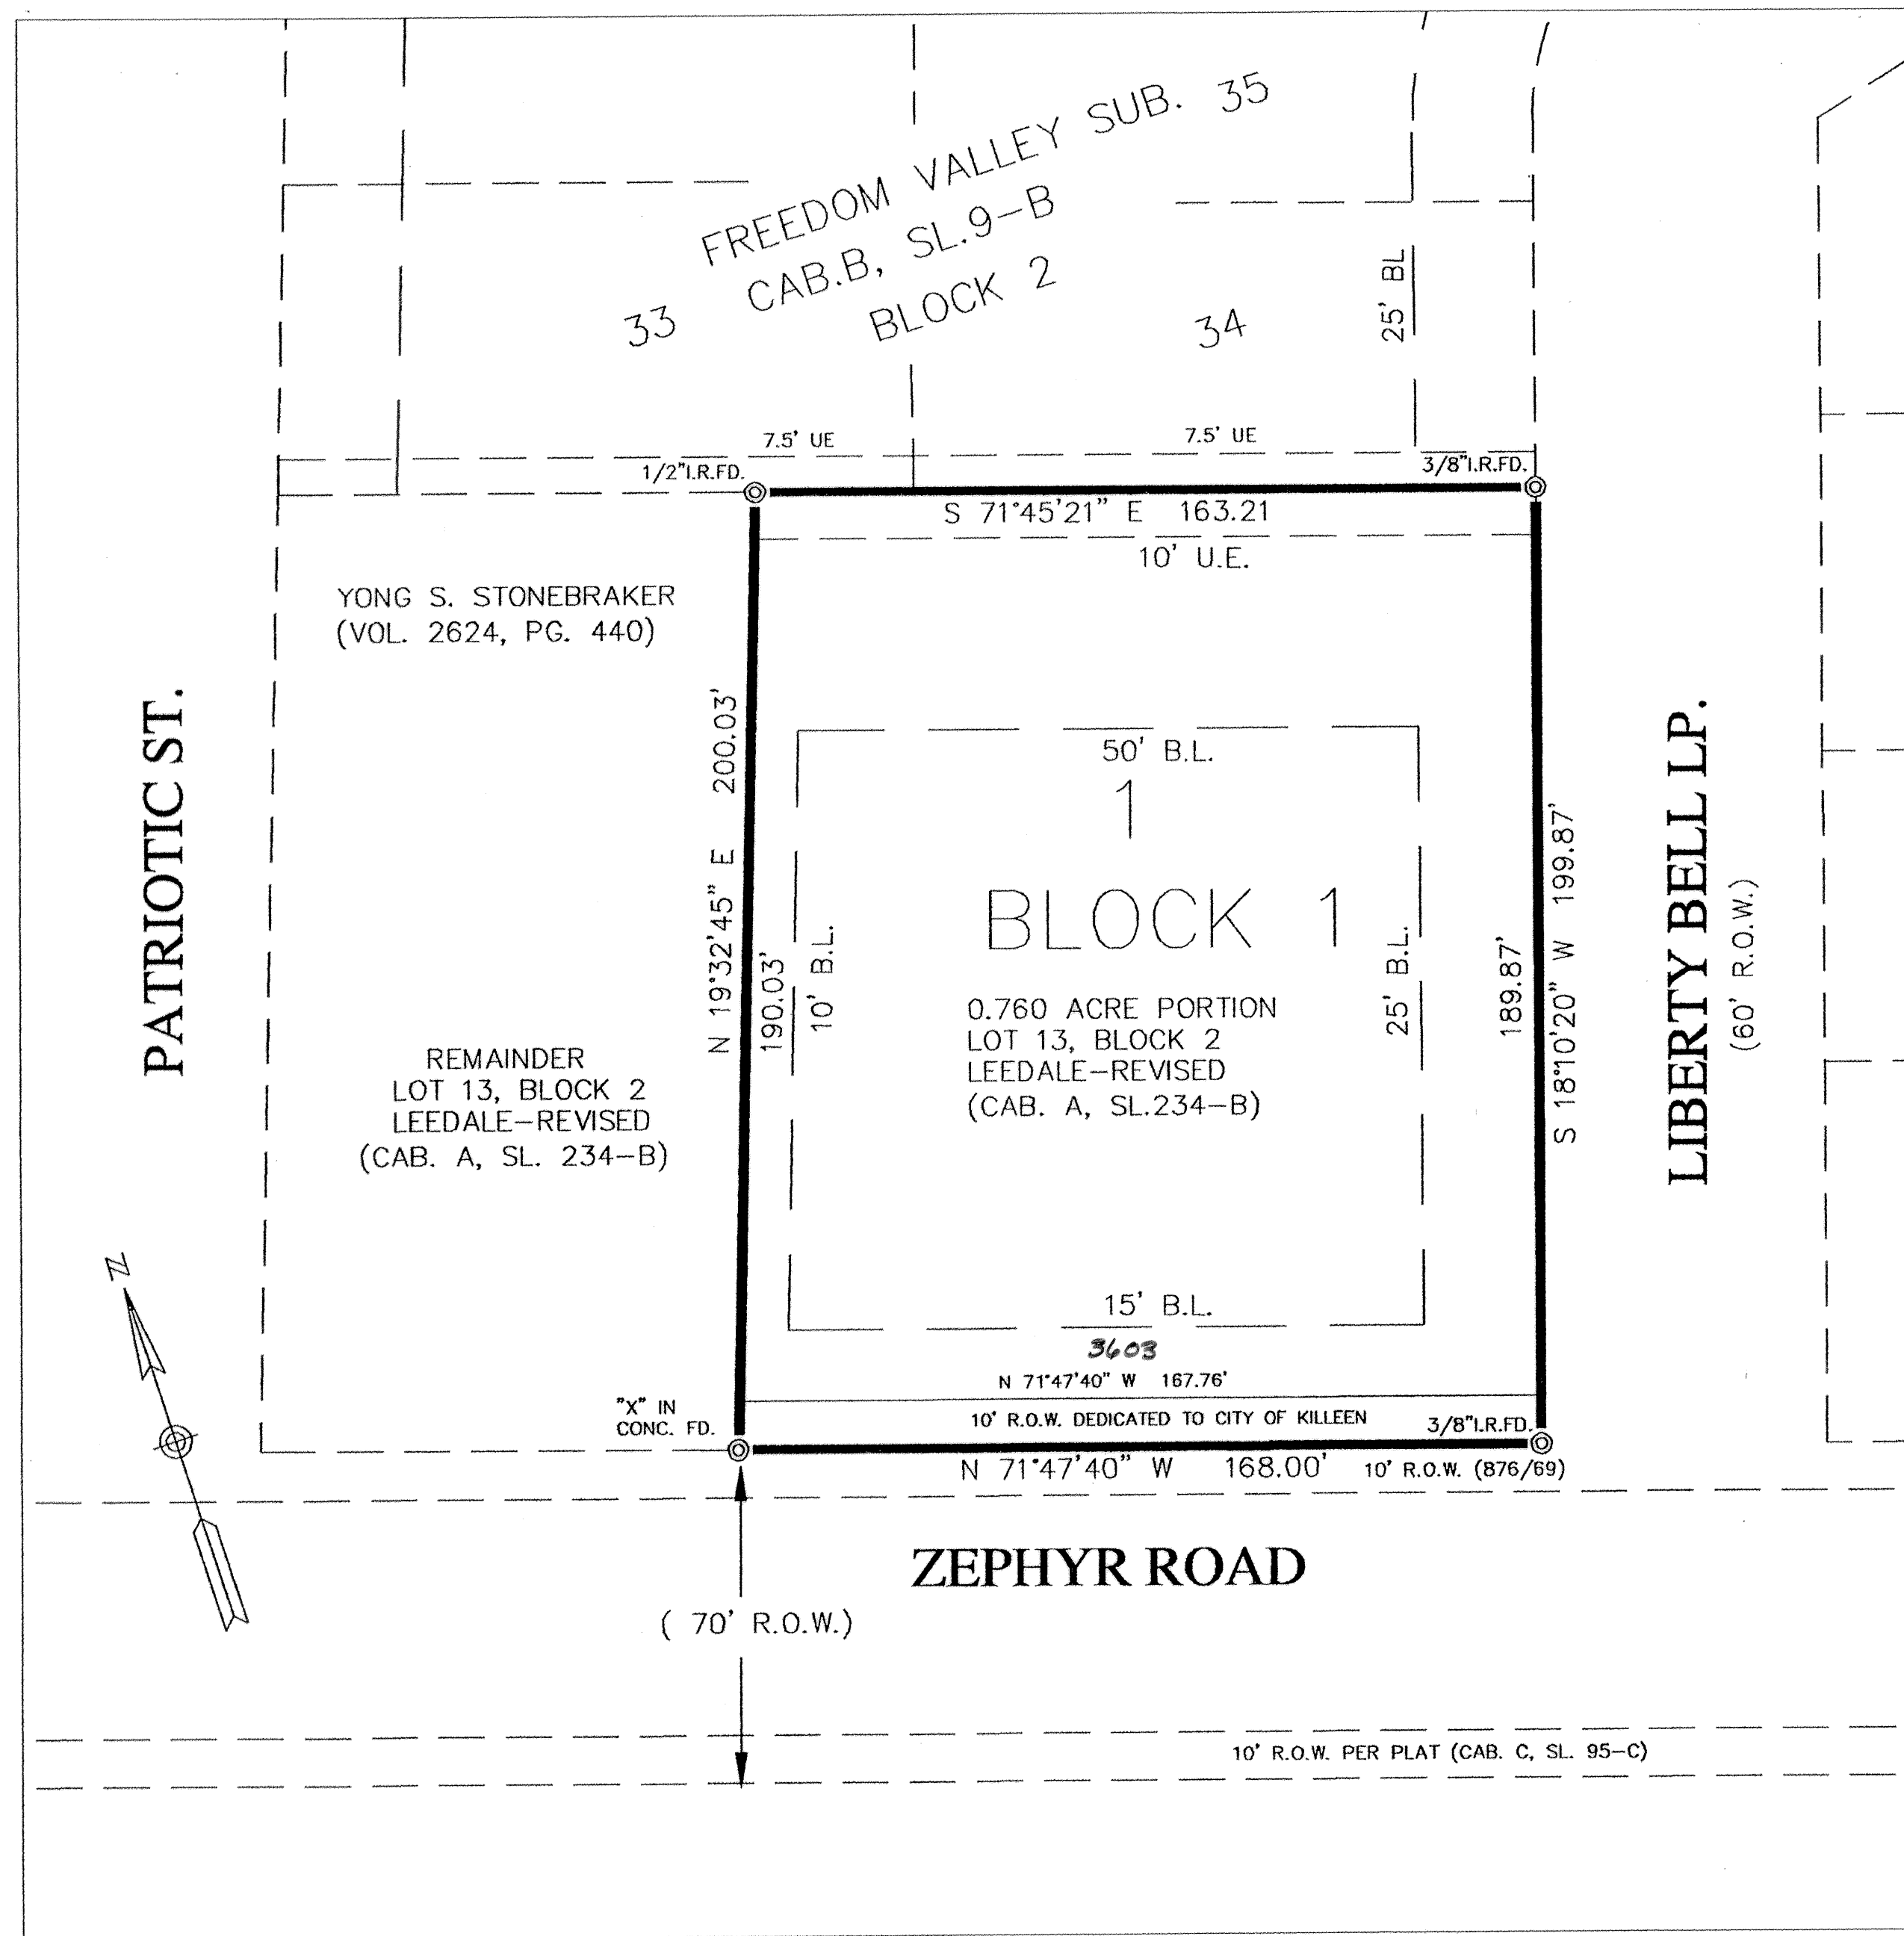 FREEDOM VALLEY SUB. 35
CAB.B, SL.9-B
BLOCK 2
33
34
25' BL
7.5' UE
7.5' UE
1/2"I.R.FD.
3/8"I.R.FD.
S 71°45'21" E 163.21
10' U.E.
YONG S. STONEBRAKER
(VOL. 2624, PG. 440)
PATRIOTIC ST.
N 19°32'45" E 200.03'
190.03'
10' B.L.
50' B.L.
1
BLOCK 1
0.760 ACRE PORTION
LOT 13, BLOCK 2
LEEDALE-REVISED
(CAB. A, SL.234-B)
25' B.L.
189.87'
S 18°10'20" W 199.87'
LIBERTY BELL LP.
(60' R.O.W.)
REMAINDER
LOT 13, BLOCK 2
LEEDALE-REVISED
(CAB. A, SL. 234-B)
N
15' B.L.
3603
N 71°47'40" W 167.76'
"X" IN
CONC. FD.
10' R.O.W. DEDICATED TO CITY OF KILLEEN
3/8"I.R.FD.
N 71°47'40" W 168.00'
10' R.O.W. (876/69)
ZEPHYR ROAD
( 70' R.O.W.)
10' R.O.W. PER PLAT (CAB. C, SL. 95-C)